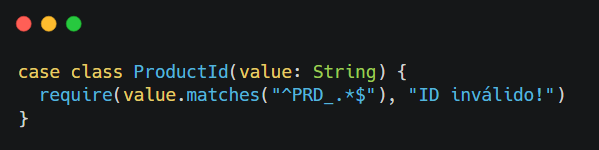 case class ProductId(value: String) {
  require(value.matches("^PRD_.*$"), "ID inválido!")
}